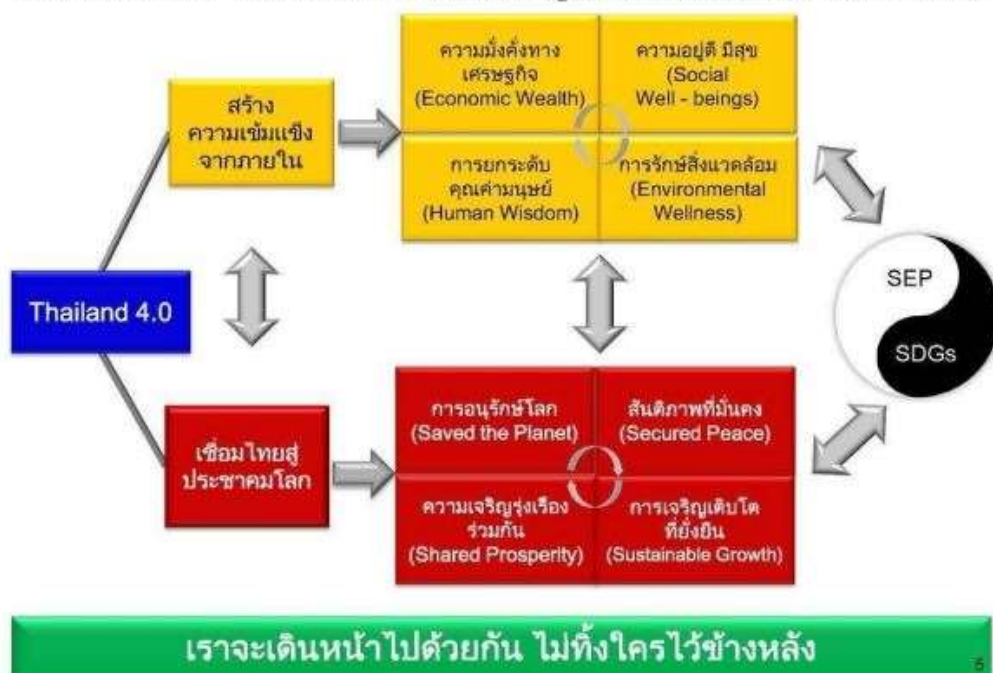 ความมั่งคั่งทาง
เศรษฐกิจ
(Economic Wealth)
ความอยู่ดี มีสุข
(Social
Well - beings)
สร้าง
ความเข้มแข็ง
จากภายใน
การยกระดับ
คุณค่ามนุษย์
(Human Wisdom)
การรักษ์สิ่งแวดล้อม
(Environmental
Wellness)
Thailand 4.0
SEP
SDGs
เชื่อมไทยสู่
ประชาคมโลก
การอนุรักษ์โลก
(Saved the Planet)
สันติภาพที่มั่นคง
(Secured Peace)
ความเจริญรุ่งเรือง
ร่วมกัน
(Shared Prosperity)
การเจริญเติบโต
ที่ยั่งยืน
(Sustainable Growth)
เราจะเดินหน้าไปด้วยกัน ไม่ทิ้งใครไว้ข้างหลัง
5